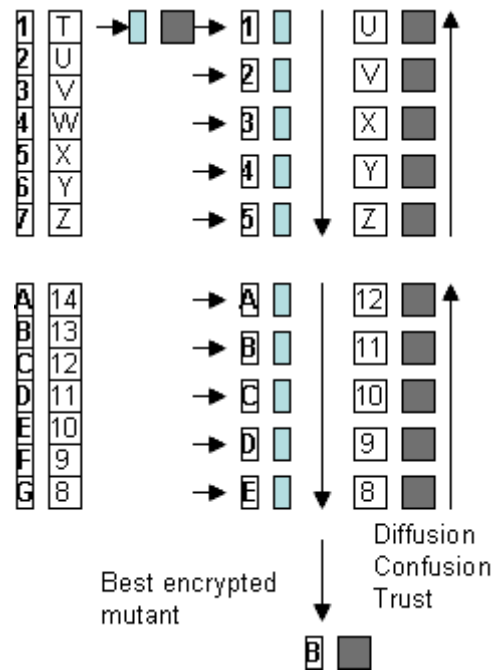 1 T 1 U
2 U 2 V
3 V 3 X
4 W 4 Y
5 X 5 Z
6 Y
7 Z
A 14 A 12
B 13 B 11
C 12 C 10
D 11 D 9
E 10 E 8
F 9
G 8
Diffusion
Confusion
Trust
Best encrypted
mutant
B